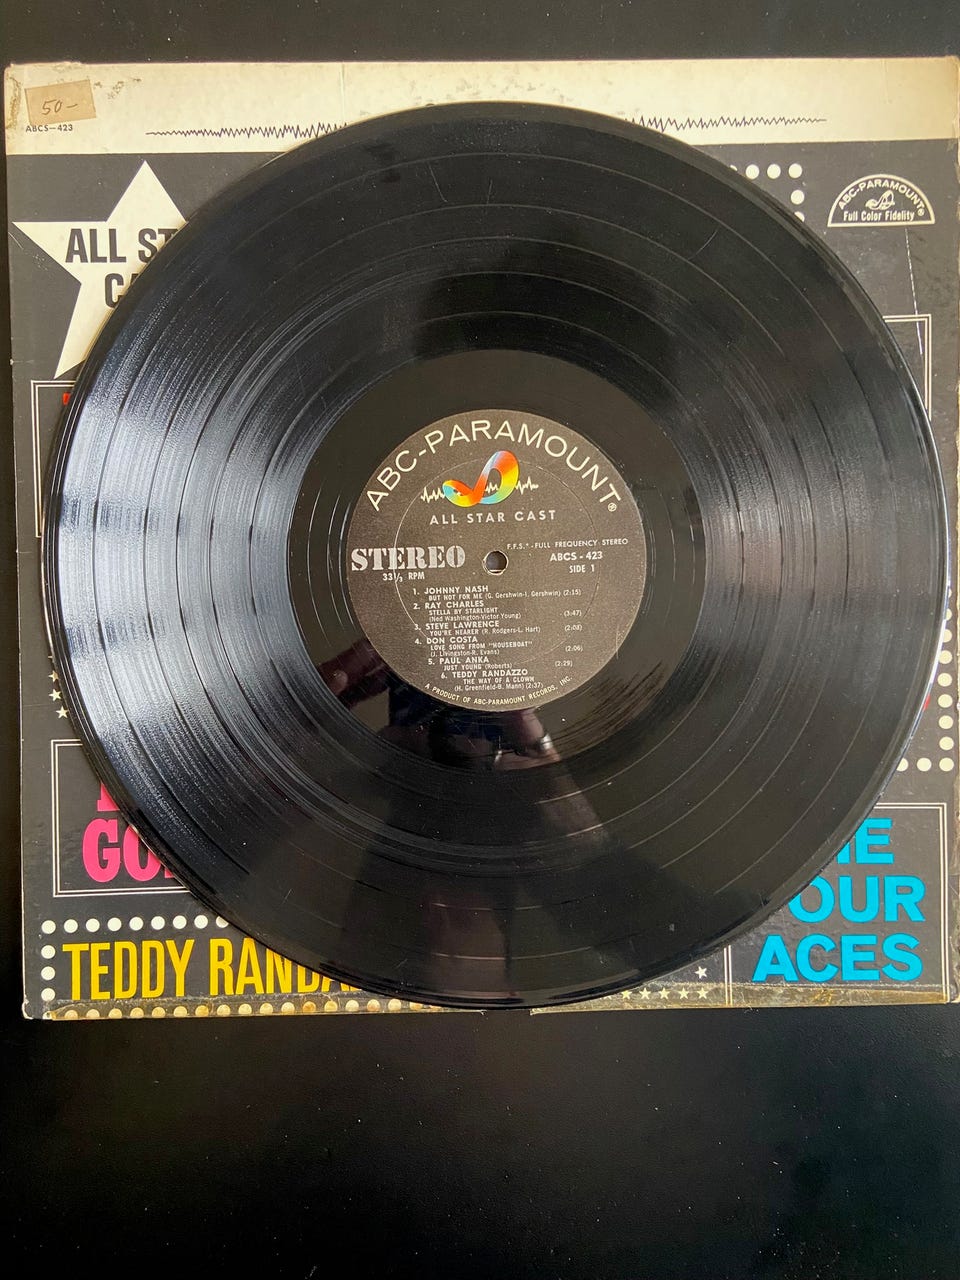 50-
ABCS-423
ABC-PARAMOUNT®
Full Color Fidelity
ALL ST
CA
ABC-PARAMOUNT
℗
ALL STAR CAST
F.F.S.*-FULL FREQUENCY STEREO
STEREO
ABCS - 423
33⅓ RPM
SIDE 1
1. JOHNNY NASH
BUT NOT FOR ME (G. Gershwin-I. Gershwin) (2:15)
2. RAY CHARLES
STELLA BY STARLIGHT
(Ned Washington-Victor Young) (3:47)
3. STEVE LAWRENCE
YOU'RE NEARER (R. Rodgers-L. Hart) (2:08)
4. DON COSTA
LOVE SONG FROM "HOUSEBOAT"
(J. Livingston-R. Evans) (2:06)
5. PAUL ANKA
JUST YOUNG (Roberts) (2:29)
6. TEDDY RANDAZZO
THE WAY OF A CLOWN
(H. Greenfield-B. Mann) (2:37)
A PRODUCT OF ABC-PARAMOUNT RECORDS, INC.
GO
HE
OUR
ACES
TEDDY RANDA